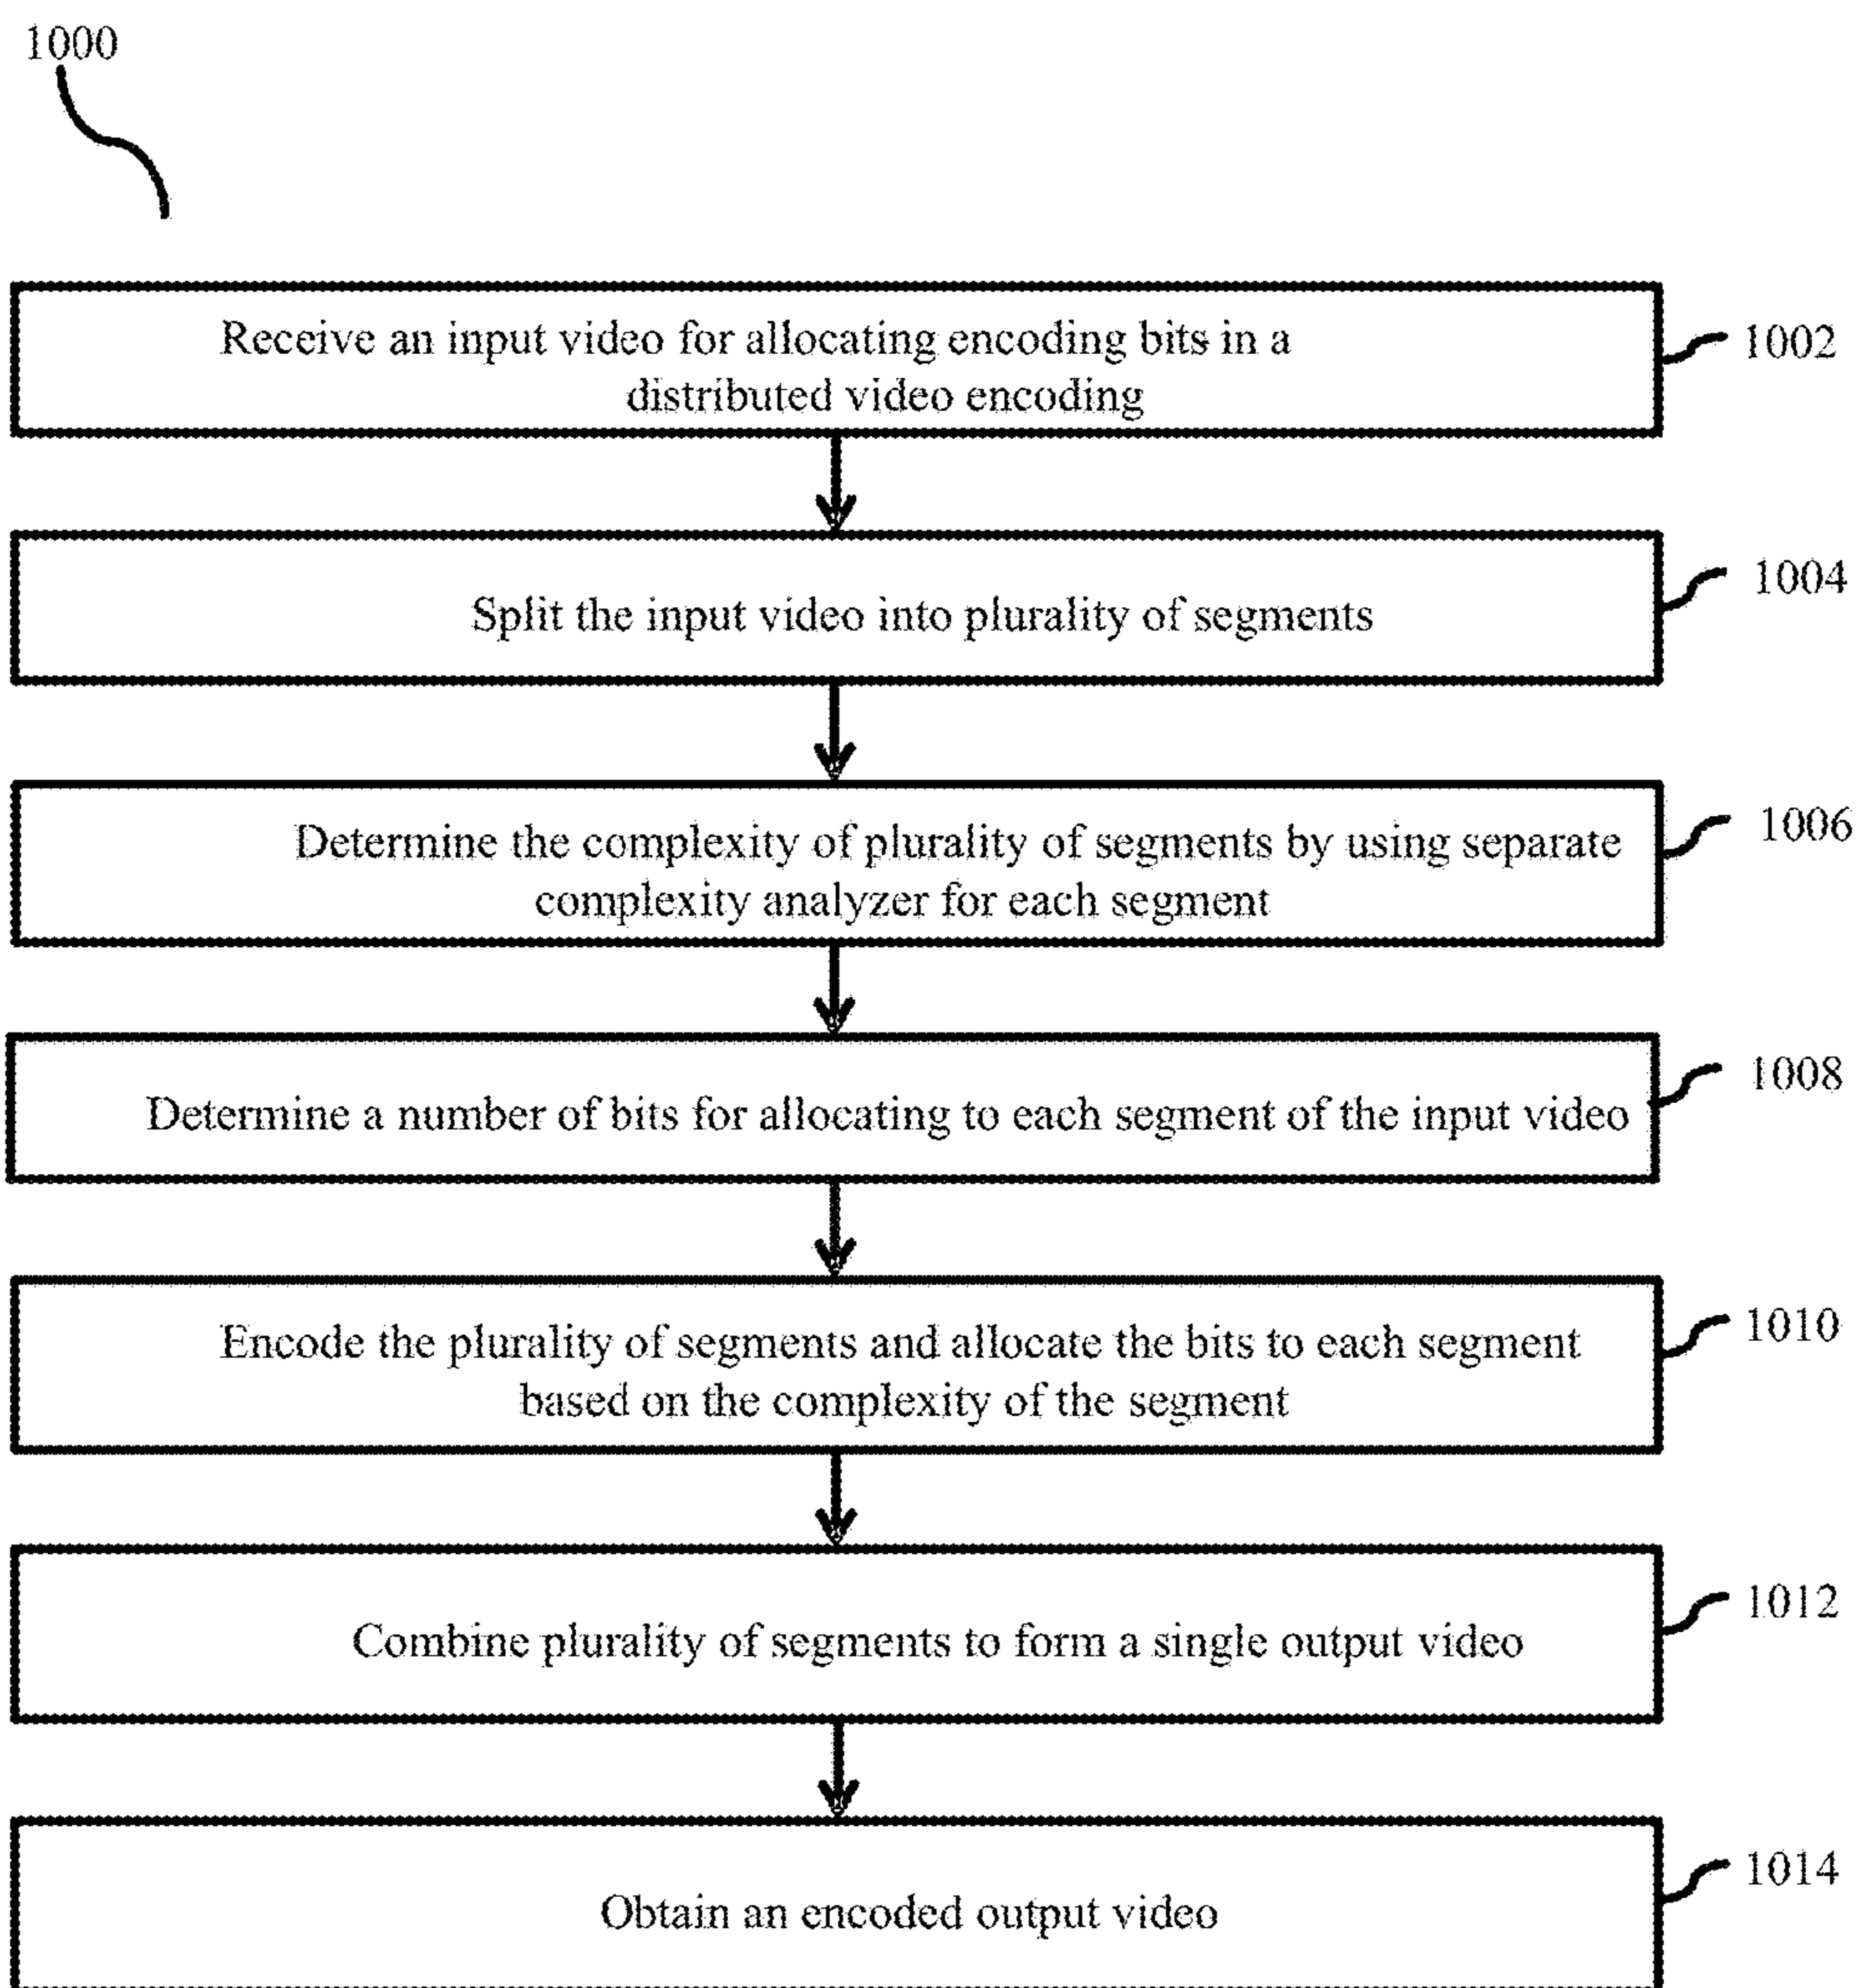 1000
Receive an input video for allocating encoding bits in a
distributed video encoding
1002
Split the input video into plurality of segments
1004
Determine the complexity of plurality of segments by using separate
complexity analyzer for each segment
1006
Determine a number of bits for allocating to each segment of the input video
1008
Encode the plurality of segments and allocate the bits to each segment
based on the complexity of the segment
1010
Combine plurality of segments to form a single output video
1012
Obtain an encoded output video
1014